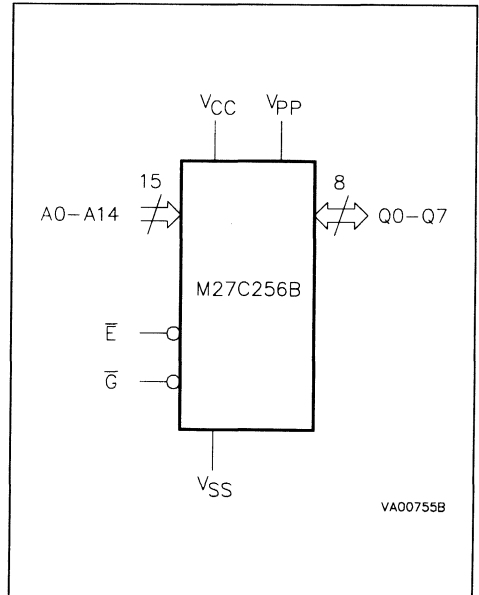 VCC VPP
15 8
A0-A14 Q0-Q7
M27C256B
E̅
G̅
VSS
VA00755B